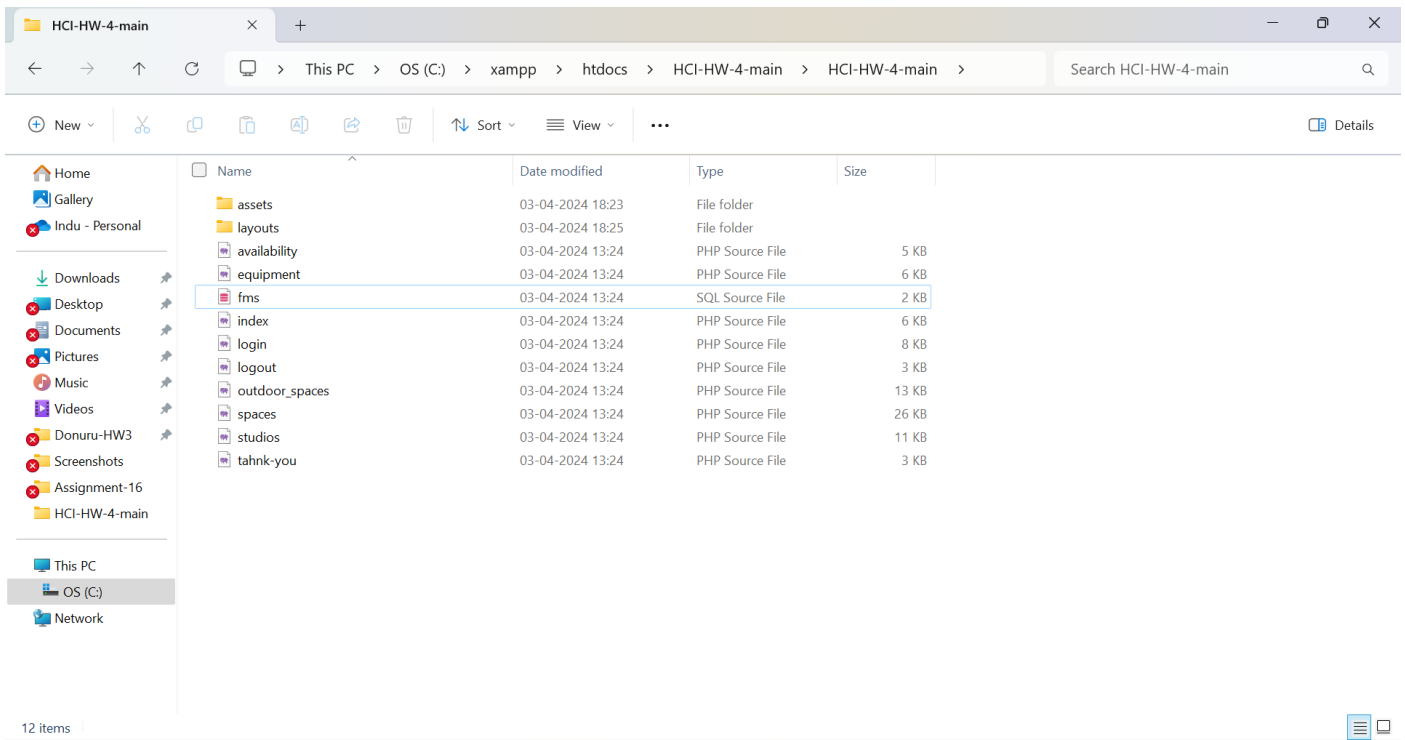 HCI-HW-4-main
This PC > OS (C:) > xampp > htdocs > HCI-HW-4-main > HCI-HW-4-main >
Search HCI-HW-4-main
New
Sort
View
Details
Home
Gallery
Indu - Personal
Downloads
Desktop
Documents
Pictures
Music
Videos
Donuru-HW3
Screenshots
Assignment-16
HCI-HW-4-main
This PC
OS (C:)
Network
Name Date modified Type Size
assets 03-04-2024 18:23 File folder
layouts 03-04-2024 18:25 File folder
availability 03-04-2024 13:24 PHP Source File 5 KB
equipment 03-04-2024 13:24 PHP Source File 6 KB
fms 03-04-2024 13:24 SQL Source File 2 KB
index 03-04-2024 13:24 PHP Source File 6 KB
login 03-04-2024 13:24 PHP Source File 8 KB
logout 03-04-2024 13:24 PHP Source File 3 KB
outdoor_spaces 03-04-2024 13:24 PHP Source File 13 KB
spaces 03-04-2024 13:24 PHP Source File 26 KB
studios 03-04-2024 13:24 PHP Source File 11 KB
tahnk-you 03-04-2024 13:24 PHP Source File 3 KB
12 items